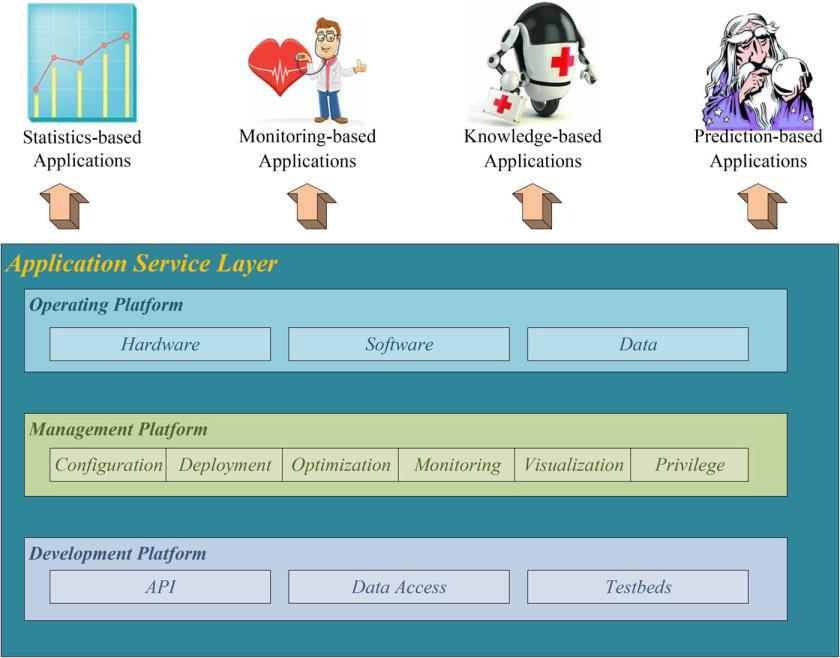 Statistics-based
Applications
Monitoring-based
Applications
Knowledge-based
Applications
Prediction-based
Applications
Application Service Layer
Operating Platform
Hardware
Software
Data
Management Platform
Configuration
Deployment
Optimization
Monitoring
Visualization
Privilege
Development Platform
API
Data Access
Testbeds